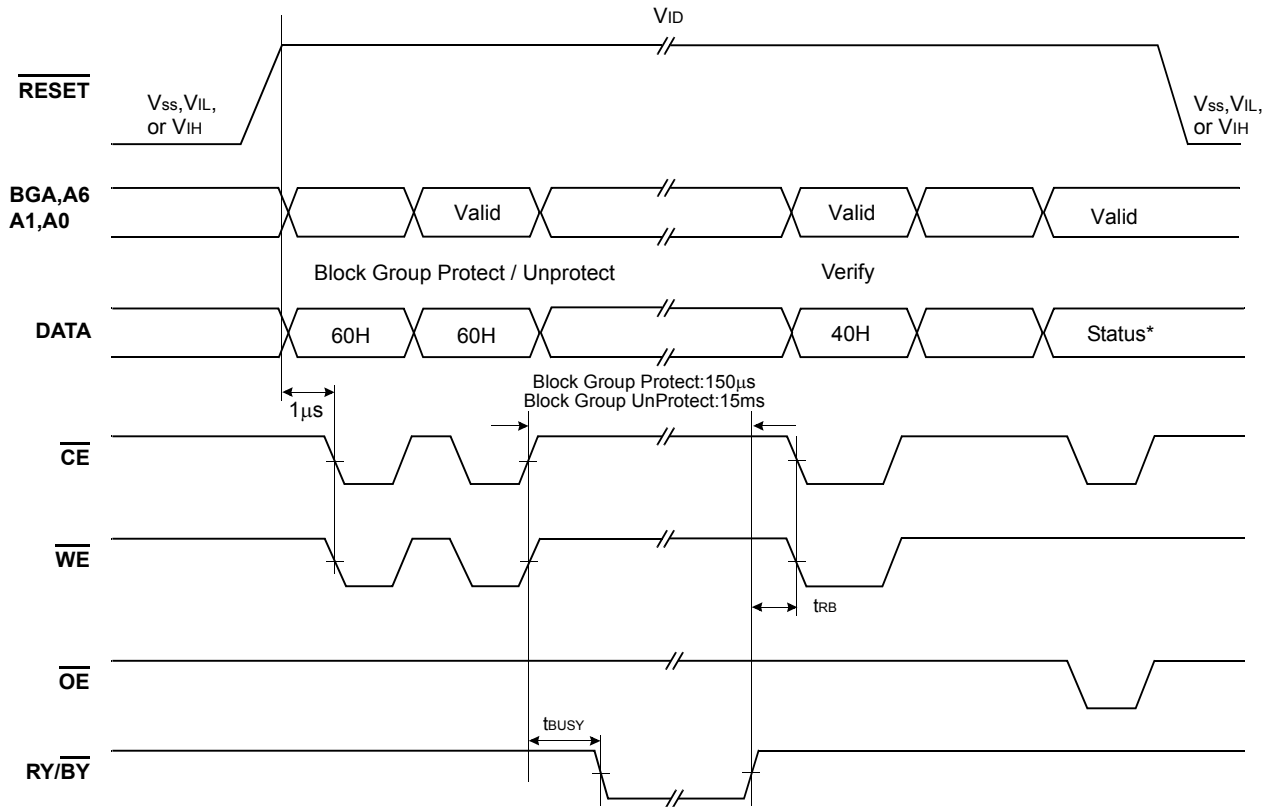 VID
RESET
Vss,VIL,
or VIH
Vss,VIL,
or VIH
BGA,A6
A1,A0
Valid
Valid
Valid
Block Group Protect / Unprotect
Verify
DATA
60H
60H
40H
Status*
1μs
Block Group Protect:150μs
Block Group UnProtect:15ms
CE
WE
tRB
OE
tBUSY
RY/BY